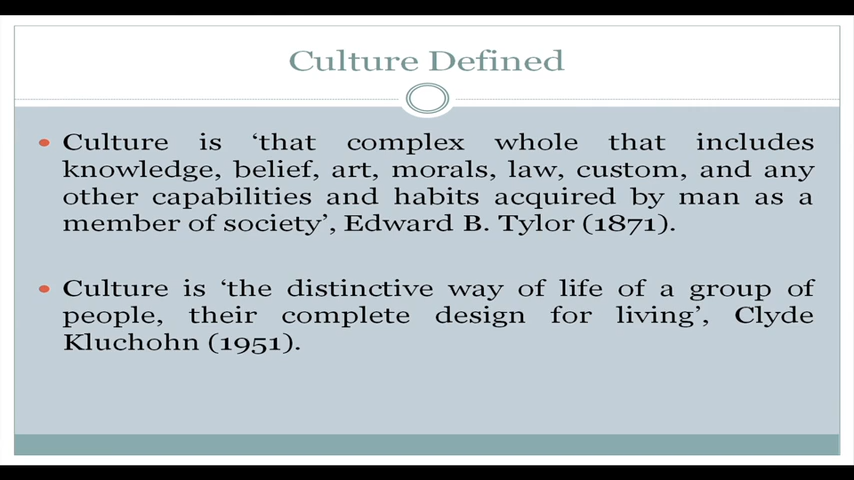 Culture Defined
• Culture is ‘that complex whole that includes
knowledge, belief, art, morals, law, custom, and any
other capabilities and habits acquired by man as a
member of society’, Edward B. Tylor (1871).
• Culture is ‘the distinctive way of life of a group of
people, their complete design for living’, Clyde
Kluchohn (1951).